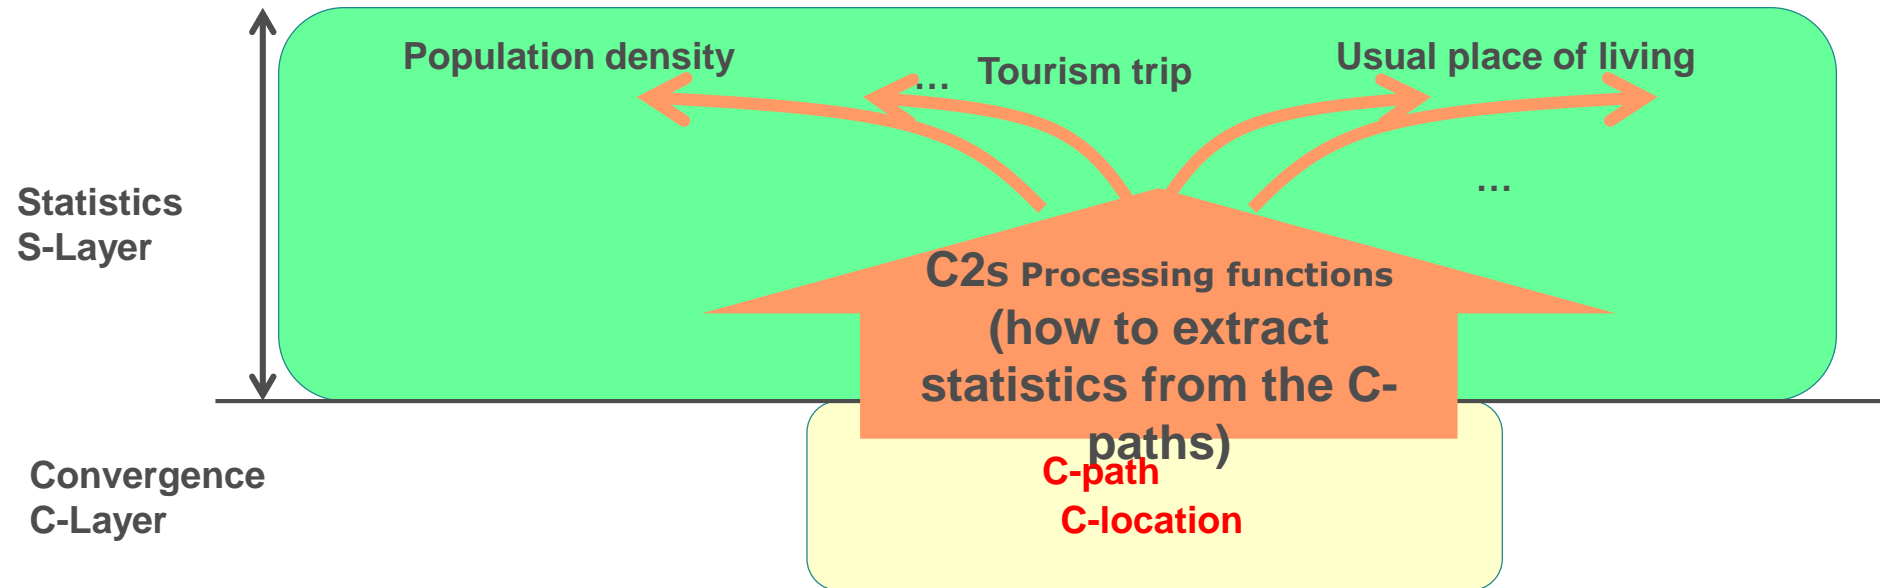 Population density
… Tourism trip
Usual place of living
…
Statistics
S-Layer
C2S Processing functions
(how to extract
statistics from the C-
paths)
Convergence
C-Layer
C-path
C-location